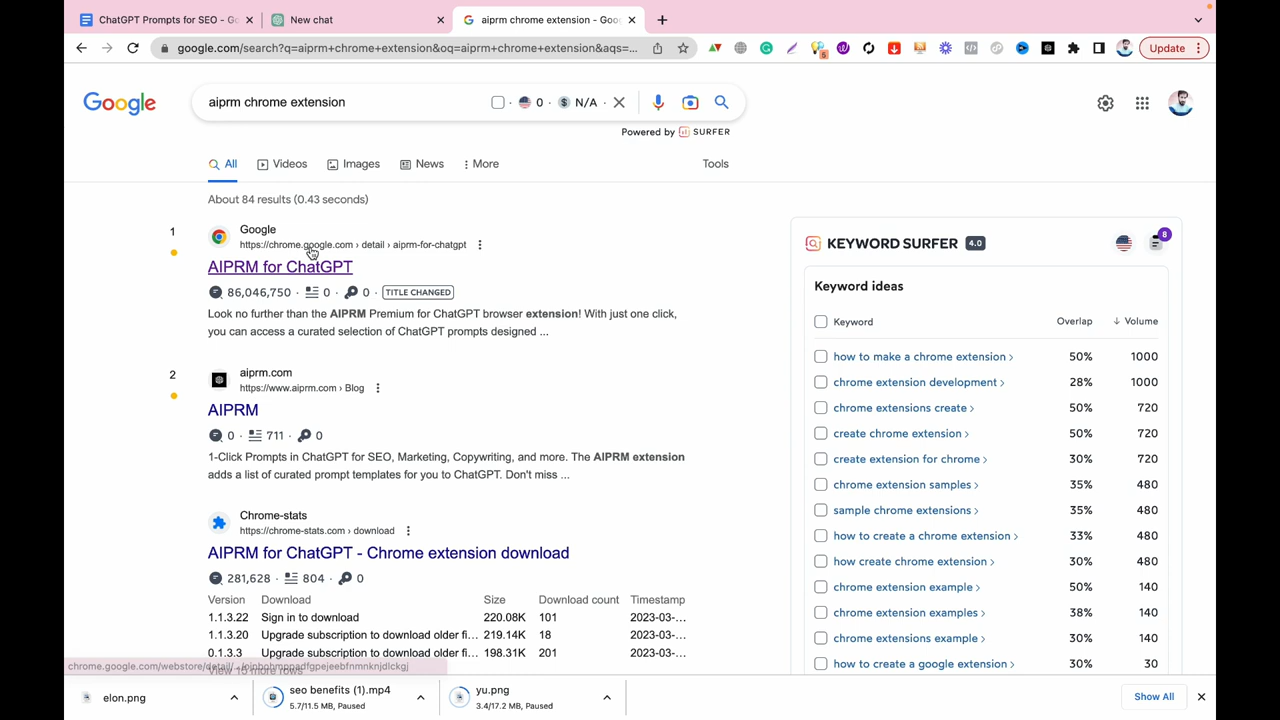 ChatGPT Prompts for SEO - Go
New chat
aiprm chrome extension - Goo
google.com/search?q=aiprm+chrome+extension&oq=aiprm+chrome+extension&aqs=...
Update
Google
aiprm chrome extension
0
N/A
Powered by SURFER
All
Videos
Images
News
More
Tools
About 84 results (0.43 seconds)
1
Google
https://chrome.google.com › detail › aiprm-for-chatgpt
AIPRM for ChatGPT
86,046,750 · 0 · 0 · TITLE CHANGED
Look no further than the AIPRM Premium for ChatGPT browser extension! With just one click,
you can access a curated selection of ChatGPT prompts designed ...
2
aiprm.com
https://www.aiprm.com › Blog
AIPRM
0 · 711 · 0
1-Click Prompts in ChatGPT for SEO, Marketing, Copywriting, and more. The AIPRM extension
adds a list of curated prompt templates for you to ChatGPT. Don't miss ...
Chrome-stats
https://chrome-stats.com › download
AIPRM for ChatGPT - Chrome extension download
281,628 · 804 · 0
Version Download Size Download count Timestamp
1.1.3.22 Sign in to download 220.08K 101 2023-03-...
1.1.3.20 Upgrade subscription to download older fi... 219.14K 18 2023-03-...
0.1.3.3 Upgrade subscription to download older fi... 198.31K 201 2023-03-...
View 15 more rows
KEYWORD SURFER 4.0
8
Keyword ideas
Keyword Overlap Volume
how to make a chrome extension › 50% 1000
chrome extension development › 28% 1000
chrome extensions create › 50% 720
create chrome extension › 50% 720
create extension for chrome › 30% 720
chrome extension samples › 35% 480
sample chrome extensions › 35% 480
how to create a chrome extension › 33% 480
how create chrome extension › 30% 480
chrome extension example › 50% 140
chrome extension examples › 38% 140
chrome extensions example › 30% 140
how to create a google extension › 30% 30
elon.png
seo benefits (1).mp4
5.7/11.5 MB, Paused
yu.png
3.4/17.2 MB, Paused
Show All